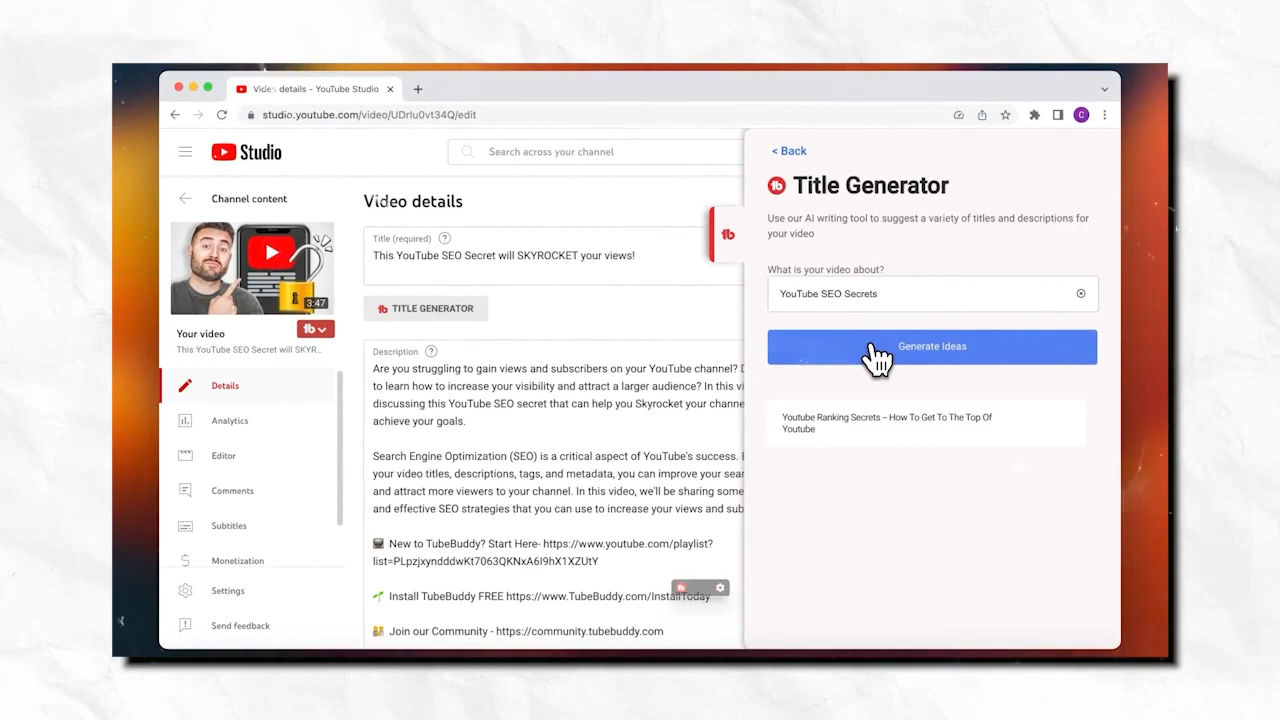 Video details - YouTube Studio
studio.youtube.com/video/UDrIu0vt34Q/edit
C
Studio
Search across your channel
Channel content
3:47
Your video
This YouTube SEO Secret will SKYR...
Details
Analytics
Editor
Comments
Subtitles
Monetization
Settings
Send feedback
Video details
Title (required)
This YouTube SEO Secret will SKYROCKET your views!
TITLE GENERATOR
Description
Are you struggling to gain views and subscribers on your YouTube channel?
to learn how to increase your visibility and attract a larger audience? In this vi
discussing this YouTube SEO secret that can help you Skyrocket your channe
achieve your goals.
Search Engine Optimization (SEO) is a critical aspect of YouTube's success.
your video titles, descriptions, tags, and metadata, you can improve your sear
and attract more viewers to your channel. In this video, we'll be sharing some
and effective SEO strategies that you can use to increase your views and sub
New to TubeBuddy? Start Here- https://www.youtube.com/playlist?
list=PLpzjxyndddwKt7063QKNxA6I9hX1XZUtY
Install TubeBuddy FREE https://www.TubeBuddy.com/InstallToday
Join our Community - https://community.tubebuddy.com
< Back
Title Generator
Use our AI writing tool to suggest a variety of titles and descriptions for
your video
What is your video about?
YouTube SEO Secrets
Generate Ideas
Youtube Ranking Secrets – How To Get To The Top Of
Youtube